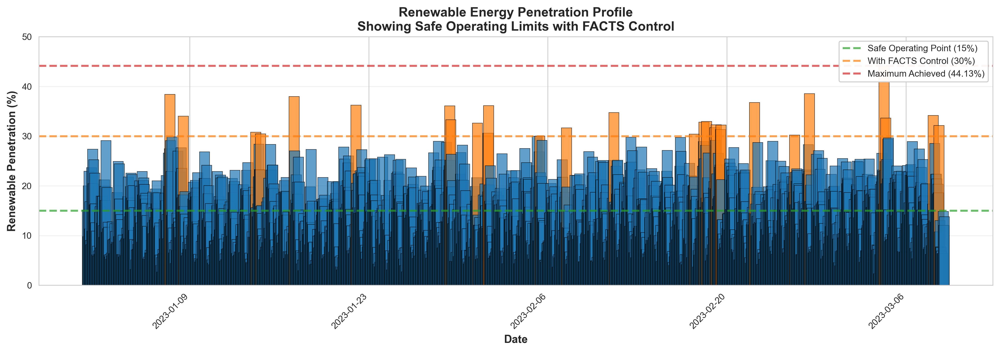 Renewable Energy Penetration Profile
Showing Safe Operating Limits with FACTS Control
Safe Operating Point (15%)
With FACTS Control (30%)
Maximum Achieved (44.13%)
Renewable Penetration (%)
50
40
30
20
10
0
2023-01-09
2023-01-23
2023-02-06
2023-02-20
2023-03-06
Date